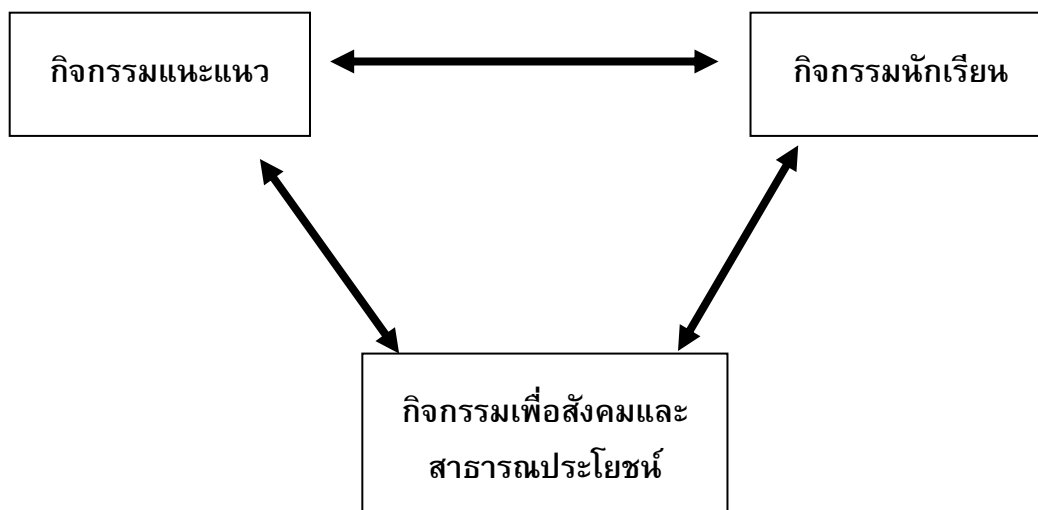 กิจกรรมแนะแนว
กิจกรรมนักเรียน
กิจกรรมเพื่อสังคมและ
สาธารณประโยชน์